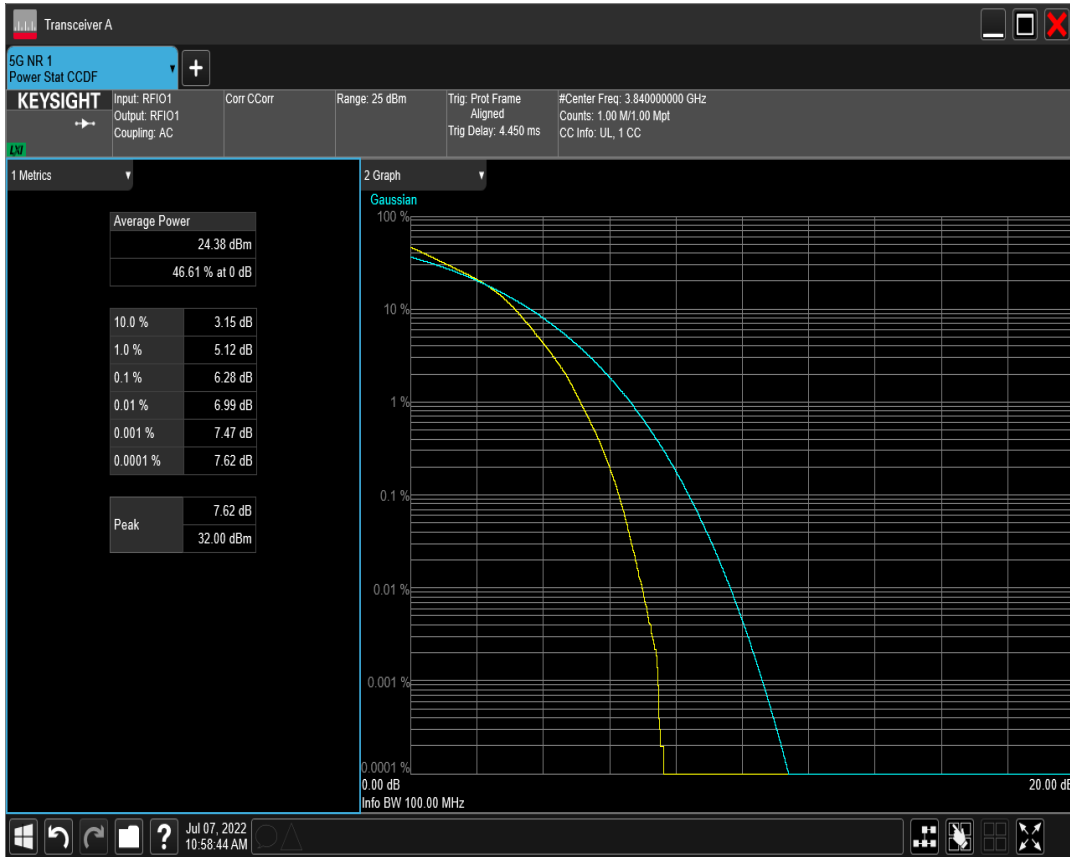 Transceiver A
5G NR 1
Power Stat CCDF
+
KEYSIGHT
LXI
Input: RFIO1
Output: RFIO1
Coupling: AC
Corr CCorr
Range: 25 dBm
Trig: Prot Frame
Aligned
Trig Delay: 4.450 ms
#Center Freq: 3.840000000 GHz
Counts: 1.00 M/1.00 Mpt
CC Info: UL, 1 CC
1 Metrics
Average Power
24.38 dBm
46.61 % at 0 dB
10.0 % 3.15 dB
1.0 % 5.12 dB
0.1 % 6.28 dB
0.01 % 6.99 dB
0.001 % 7.47 dB
0.0001 % 7.62 dB
Peak 7.62 dB
32.00 dBm
2 Graph
Gaussian
100 %
10 %
1 %
0.1 %
0.01 %
0.001 %
0.0001 %
0.00 dB 20.00 dB
Info BW 100.00 MHz
?
Jul 07, 2022
10:58:44 AM